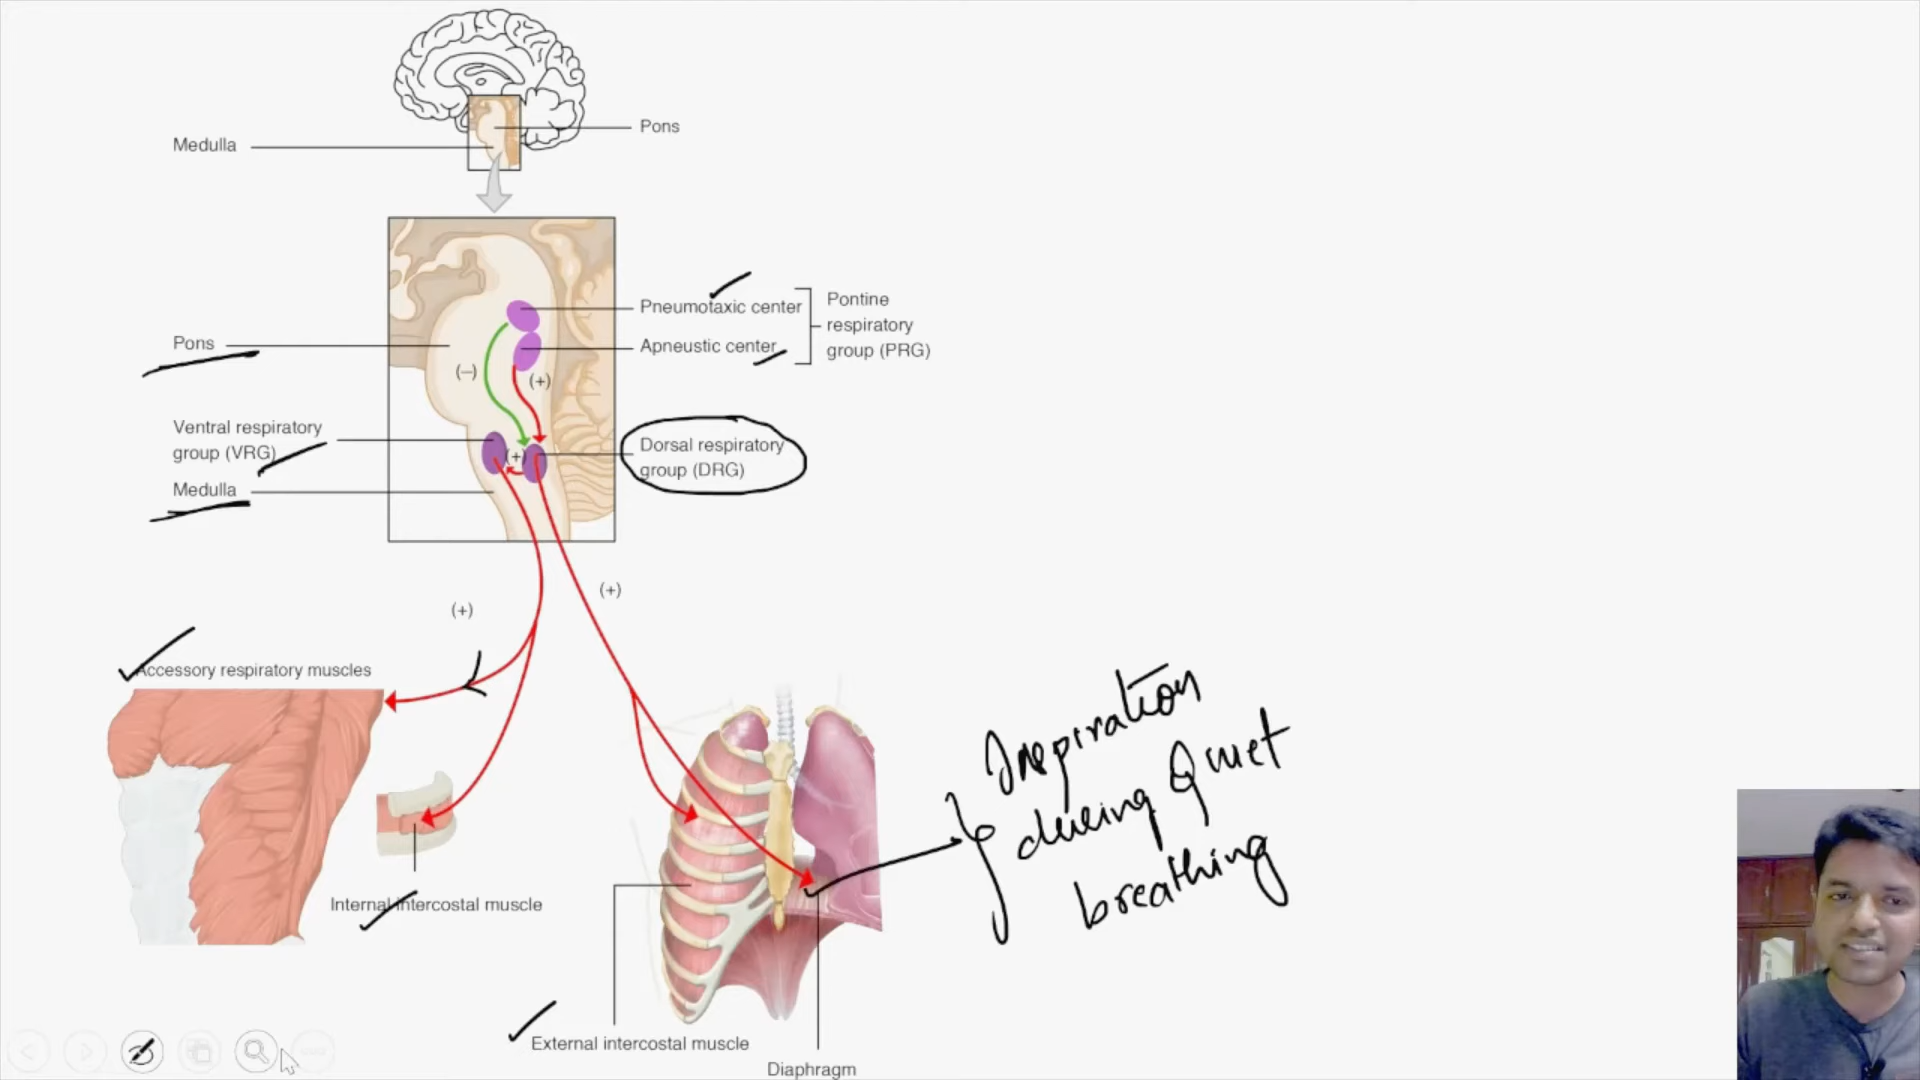 Pons
Medulla
Pneumotaxic center
Apneustic center
Pontine
respiratory
group (PRG)
Pons
(−)
(+)
Ventral respiratory
group (VRG)
(+)
Dorsal respiratory
group (DRG)
Medulla
(+)
(+)
Accessory respiratory muscles
Inspiration
during Quiet
breathing
Internal intercostal muscle
External intercostal muscle
Diaphragm